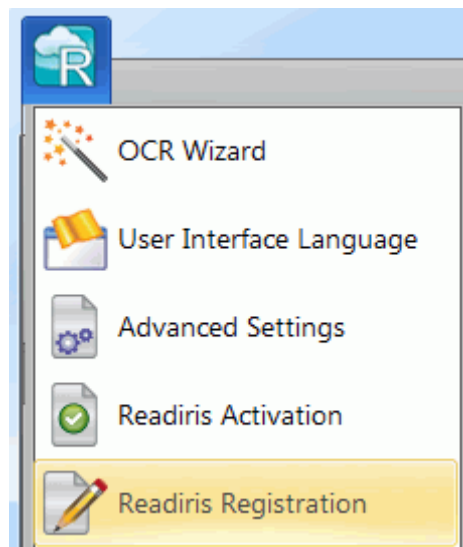 R
OCR Wizard
User Interface Language
Advanced Settings
Readiris Activation
Readiris Registration